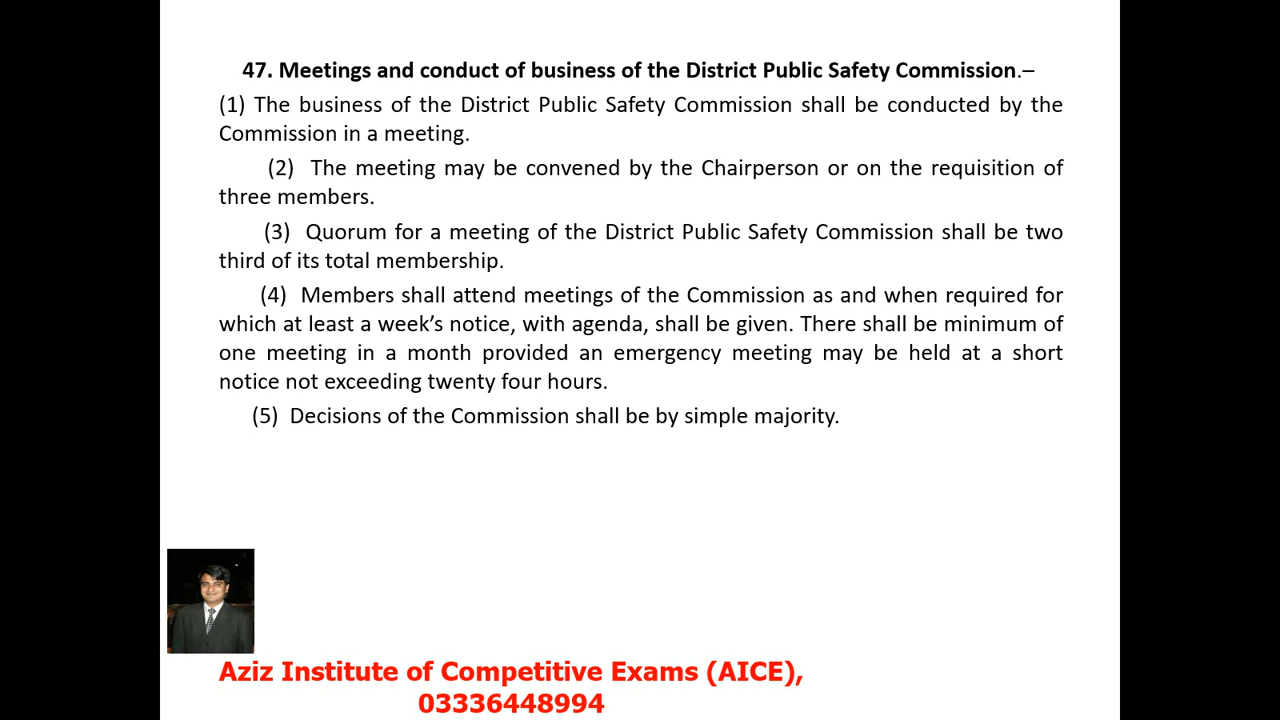 47. Meetings and conduct of business of the District Public Safety Commission.–
(1) The business of the District Public Safety Commission shall be conducted by the
Commission in a meeting.
(2) The meeting may be convened by the Chairperson or on the requisition of
three members.
(3) Quorum for a meeting of the District Public Safety Commission shall be two
third of its total membership.
(4) Members shall attend meetings of the Commission as and when required for
which at least a week’s notice, with agenda, shall be given. There shall be minimum of
one meeting in a month provided an emergency meeting may be held at a short
notice not exceeding twenty four hours.
(5) Decisions of the Commission shall be by simple majority.
Aziz Institute of Competitive Exams (AICE),
03336448994